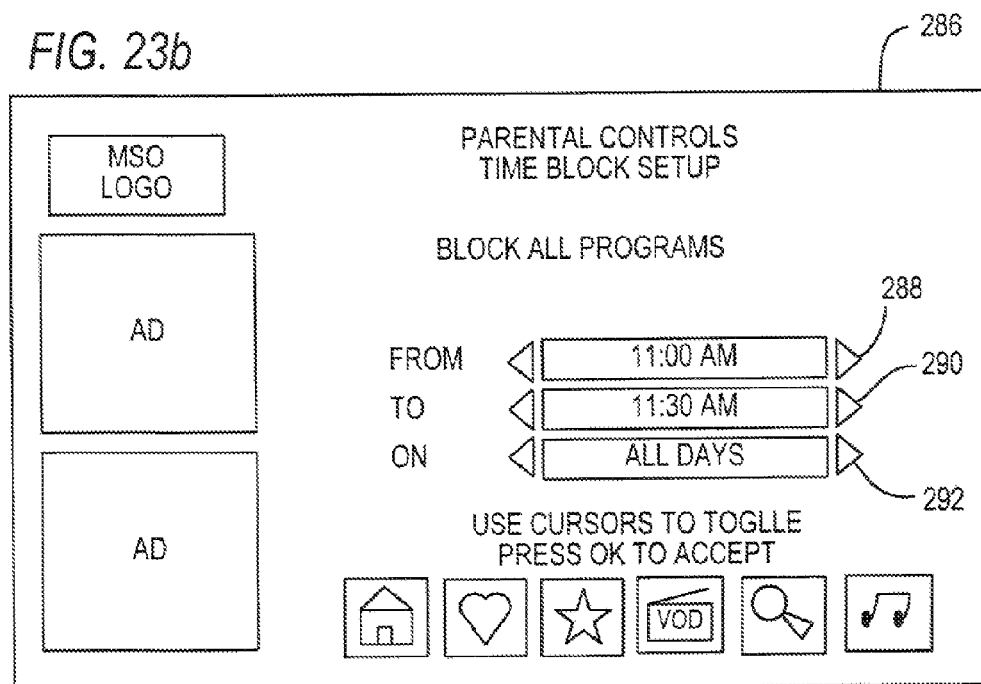 FIG. 23b
286
MSO
LOGO
PARENTAL CONTROLS
TIME BLOCK SETUP
BLOCK ALL PROGRAMS
AD
288
FROM
11:00 AM
290
TO
11:30 AM
ON
ALL DAYS
292
AD
USE CURSORS TO TOGLLE
PRESS OK TO ACCEPT
VOD